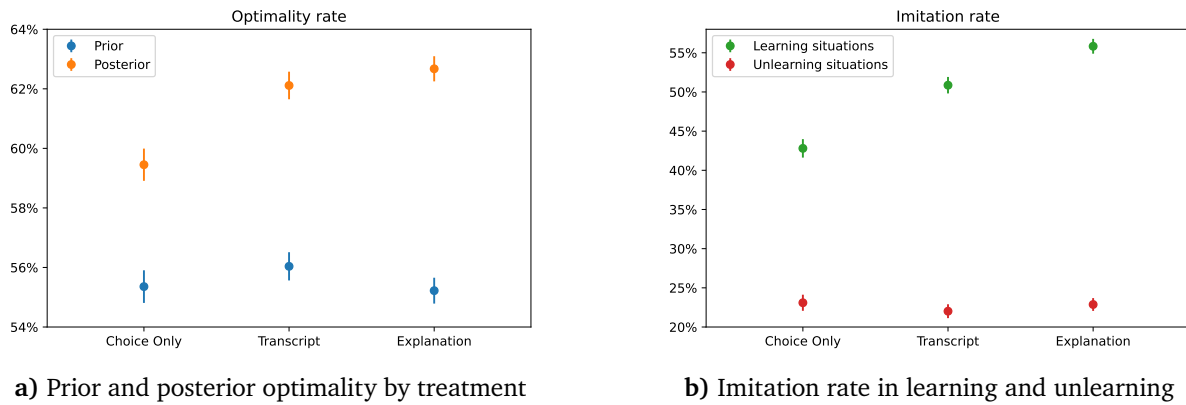 Optimality rate
64%
62%
60%
58%
56%
54%
Prior
Posterior
Choice Only
Transcript
Explanation
a) Prior and posterior optimality by treatment
Imitation rate
55%
50%
45%
40%
35%
30%
25%
20%
Learning situations
Unlearning situations
Choice Only
Transcript
Explanation
b) Imitation rate in learning and unlearning